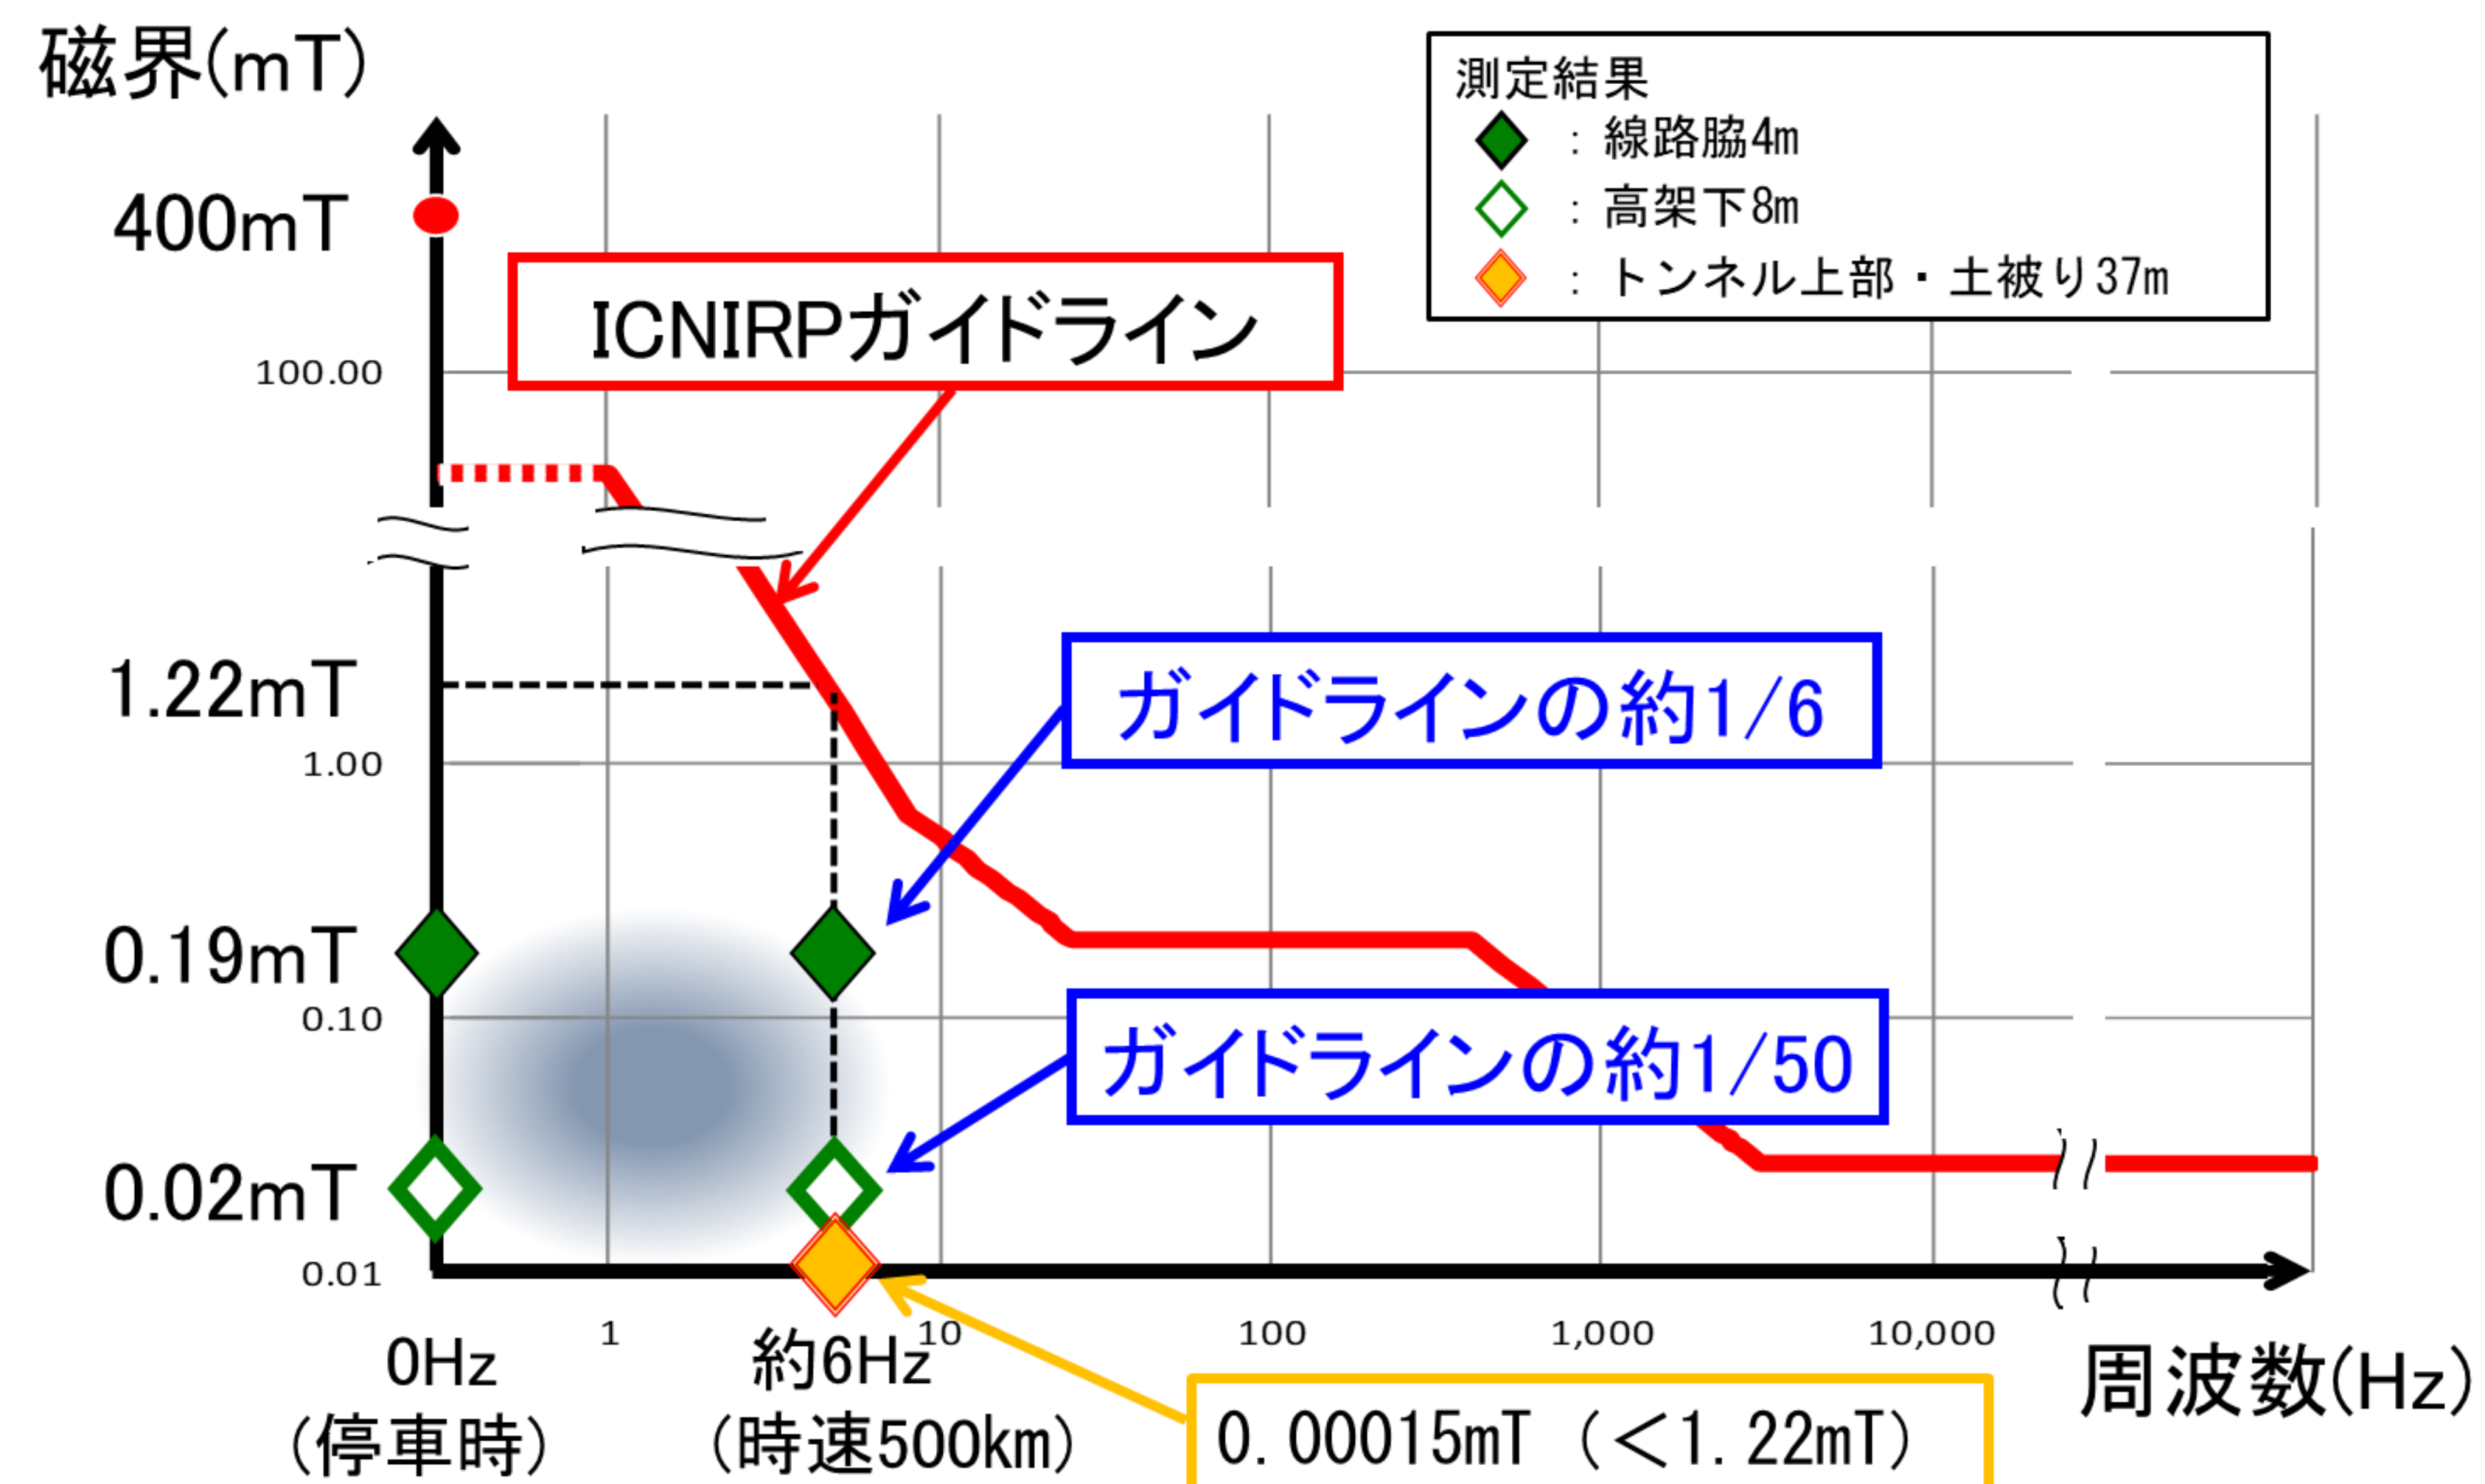 磁界(mT)
測定結果
: 線路脇4m
: 高架下8m
: トンネル上部・土被り37m
400mT
ICNIRPガイドライン
100.00
1.22mT
ガイドラインの約1/6
1.00
0.19mT
0.10
ガイドラインの約1/50
0.02mT
0.01
1
10
100
1,000
10,000
0Hz
約6Hz
周波数(Hz)
(停車時)
(時速500km)
0.00015mT (<1.22mT)